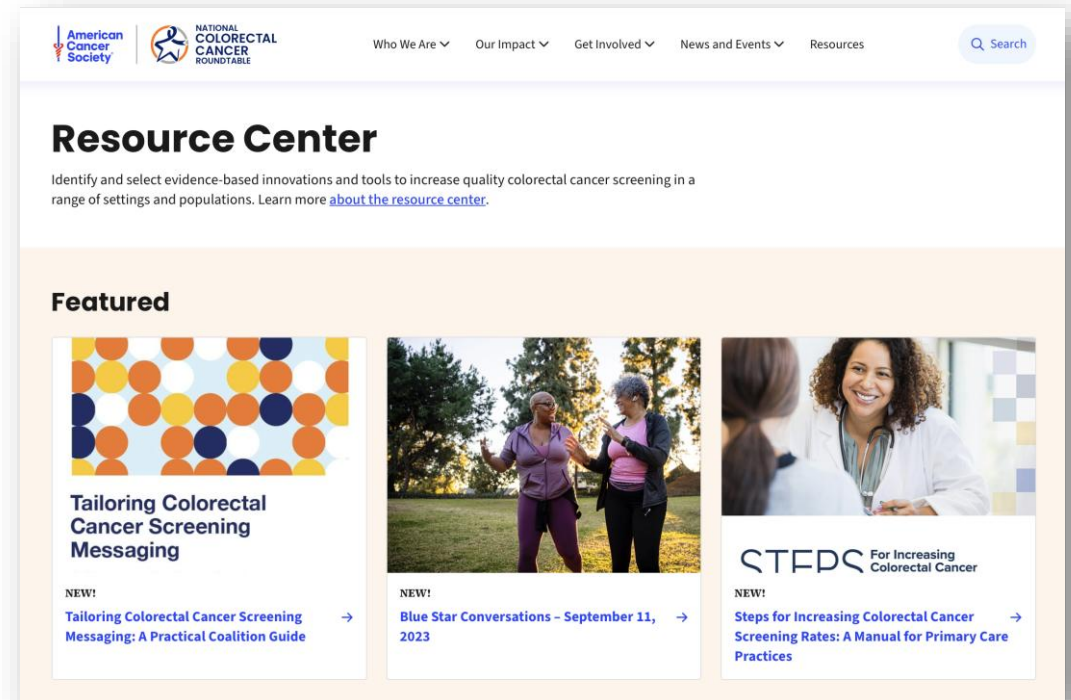 American
Cancer
Society
NATIONAL
COLORECTAL
CANCER
ROUNDTABLE
Who We Are
Our Impact
Get Involved
News and Events
Resources
Search
Resource Center
Identify and select evidence-based innovations and tools to increase quality colorectal cancer screening in a
range of settings and populations. Learn more about the resource center.
Featured
Tailoring Colorectal
Cancer Screening
Messaging
NEW!
Tailoring Colorectal Cancer Screening
Messaging: A Practical Coalition Guide
NEW!
Blue Star Conversations – September 11,
2023
STEPS For Increasing
Colorectal Cancer
NEW!
Steps for Increasing Colorectal Cancer
Screening Rates: A Manual for Primary Care
Practices